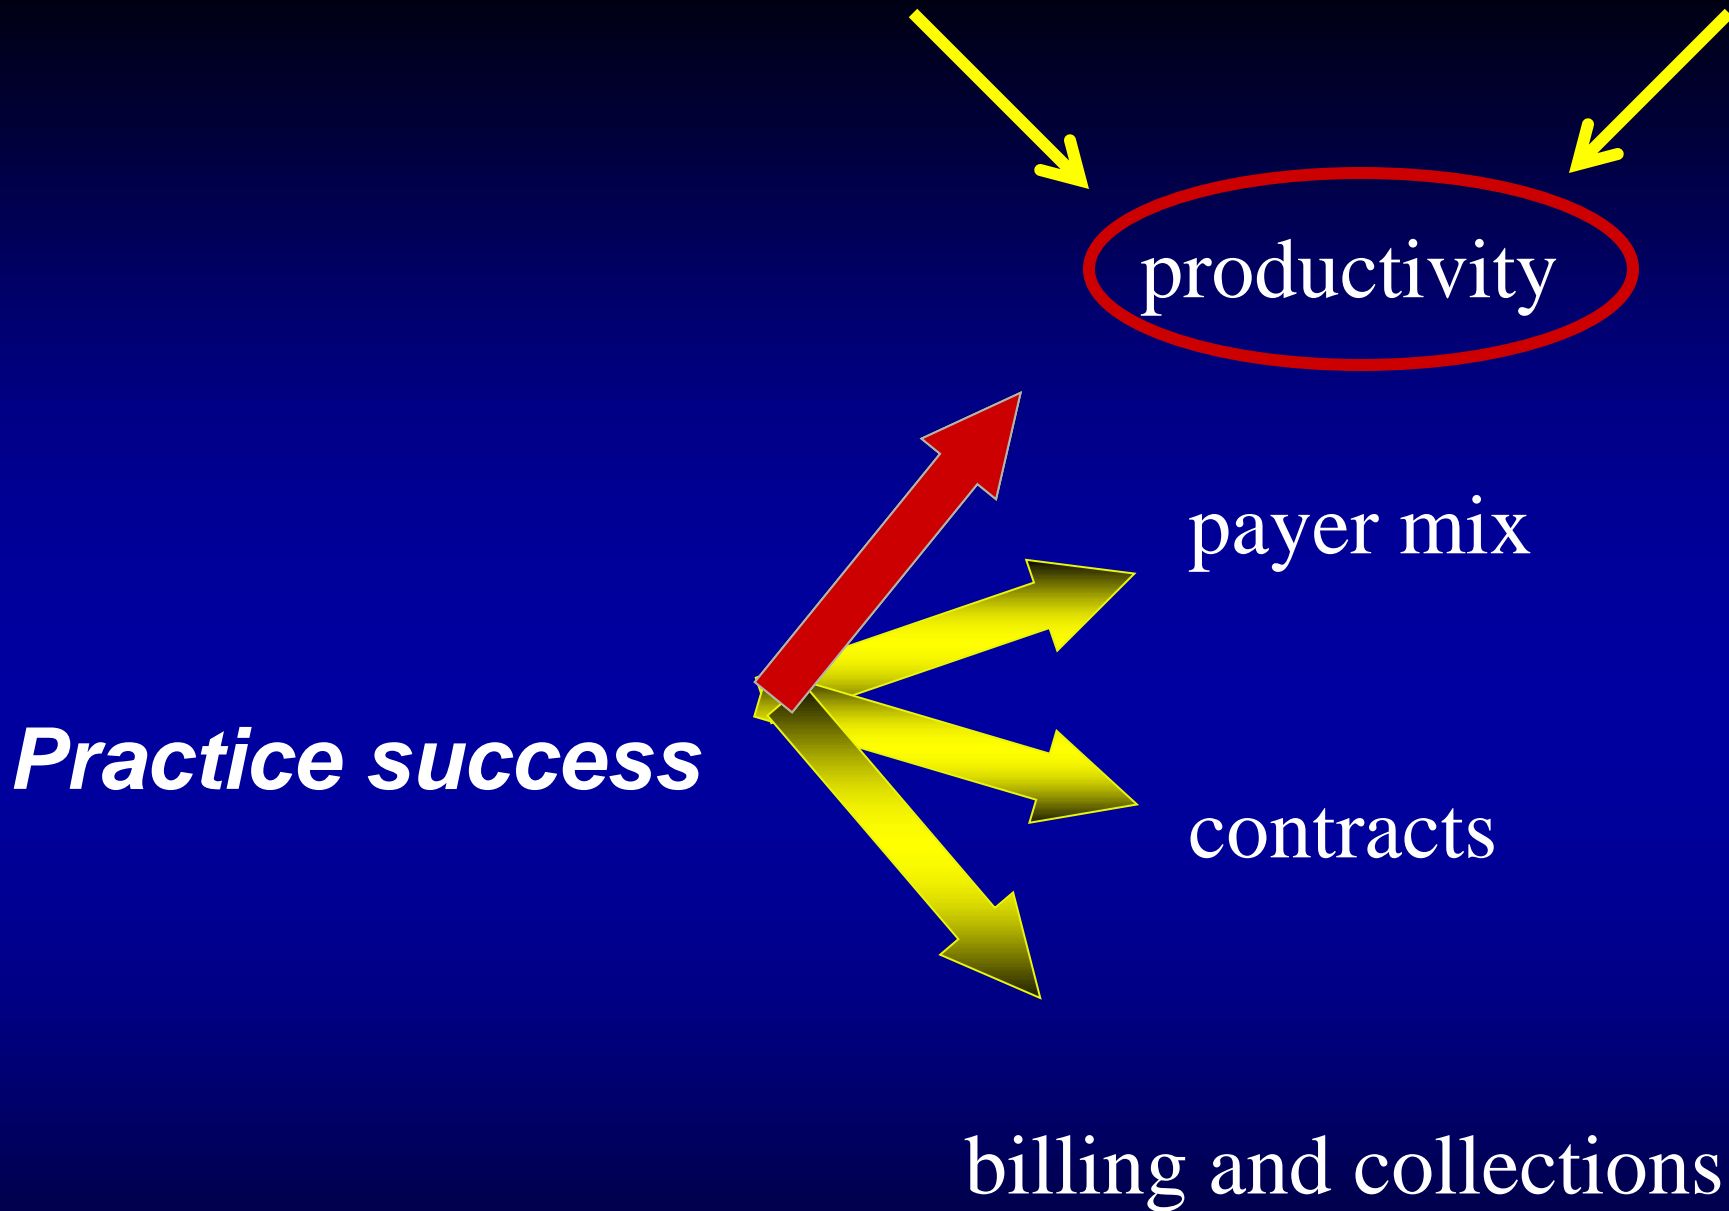 productivity
payer mix
Practice success
contracts
billing and collections